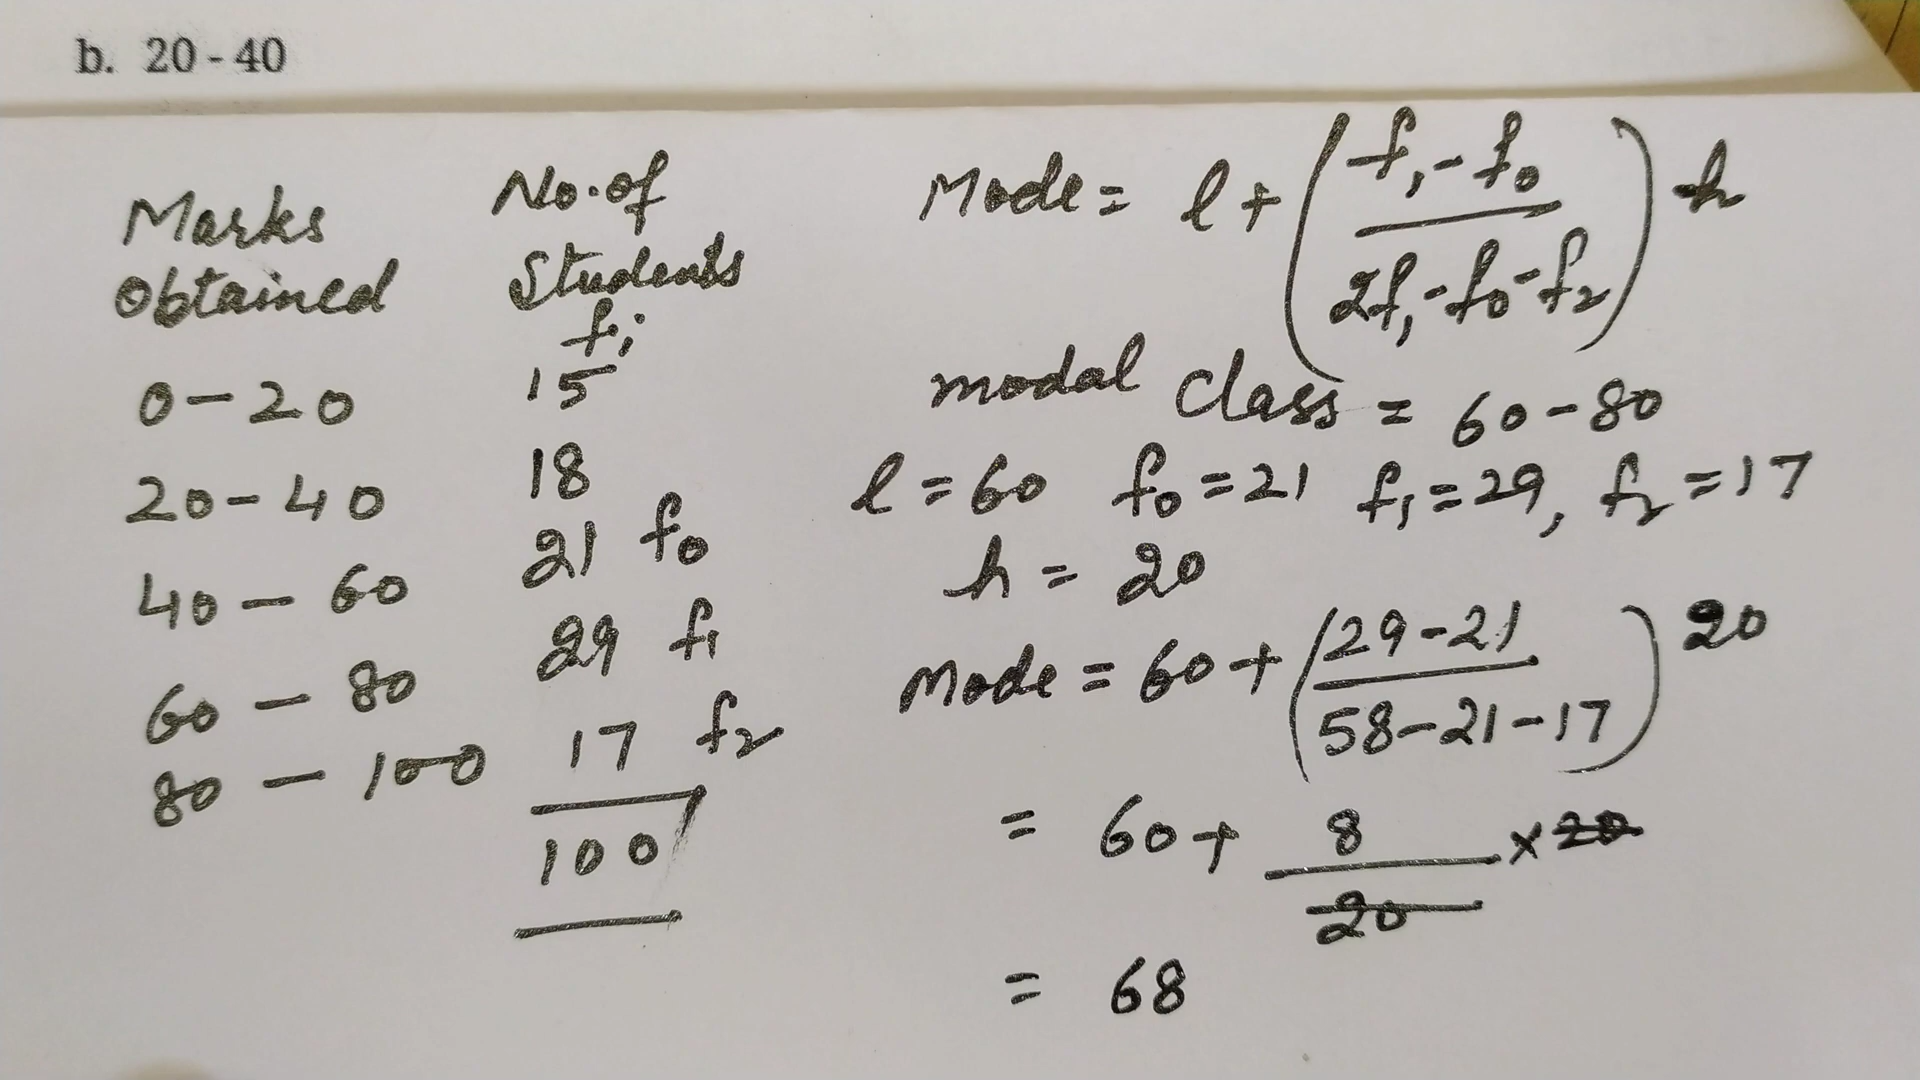 b. 20 - 40
Marks
obtained
No. of
Students
fi
0 - 20 15
20 - 40 18
40 - 60 21 f0
60 - 80 29 f1
80 - 100 17 f2
100
Mode = l + ( f1 - f0 / 2f1 - f0 - f2 ) h
modal class = 60 - 80
l = 60 f0 = 21 f1 = 29, f2 = 17
h = 20
Mode = 60 + ( 29 - 21 / 58 - 21 - 17 ) 20
= 60 + 8 / 20 × 20
= 68